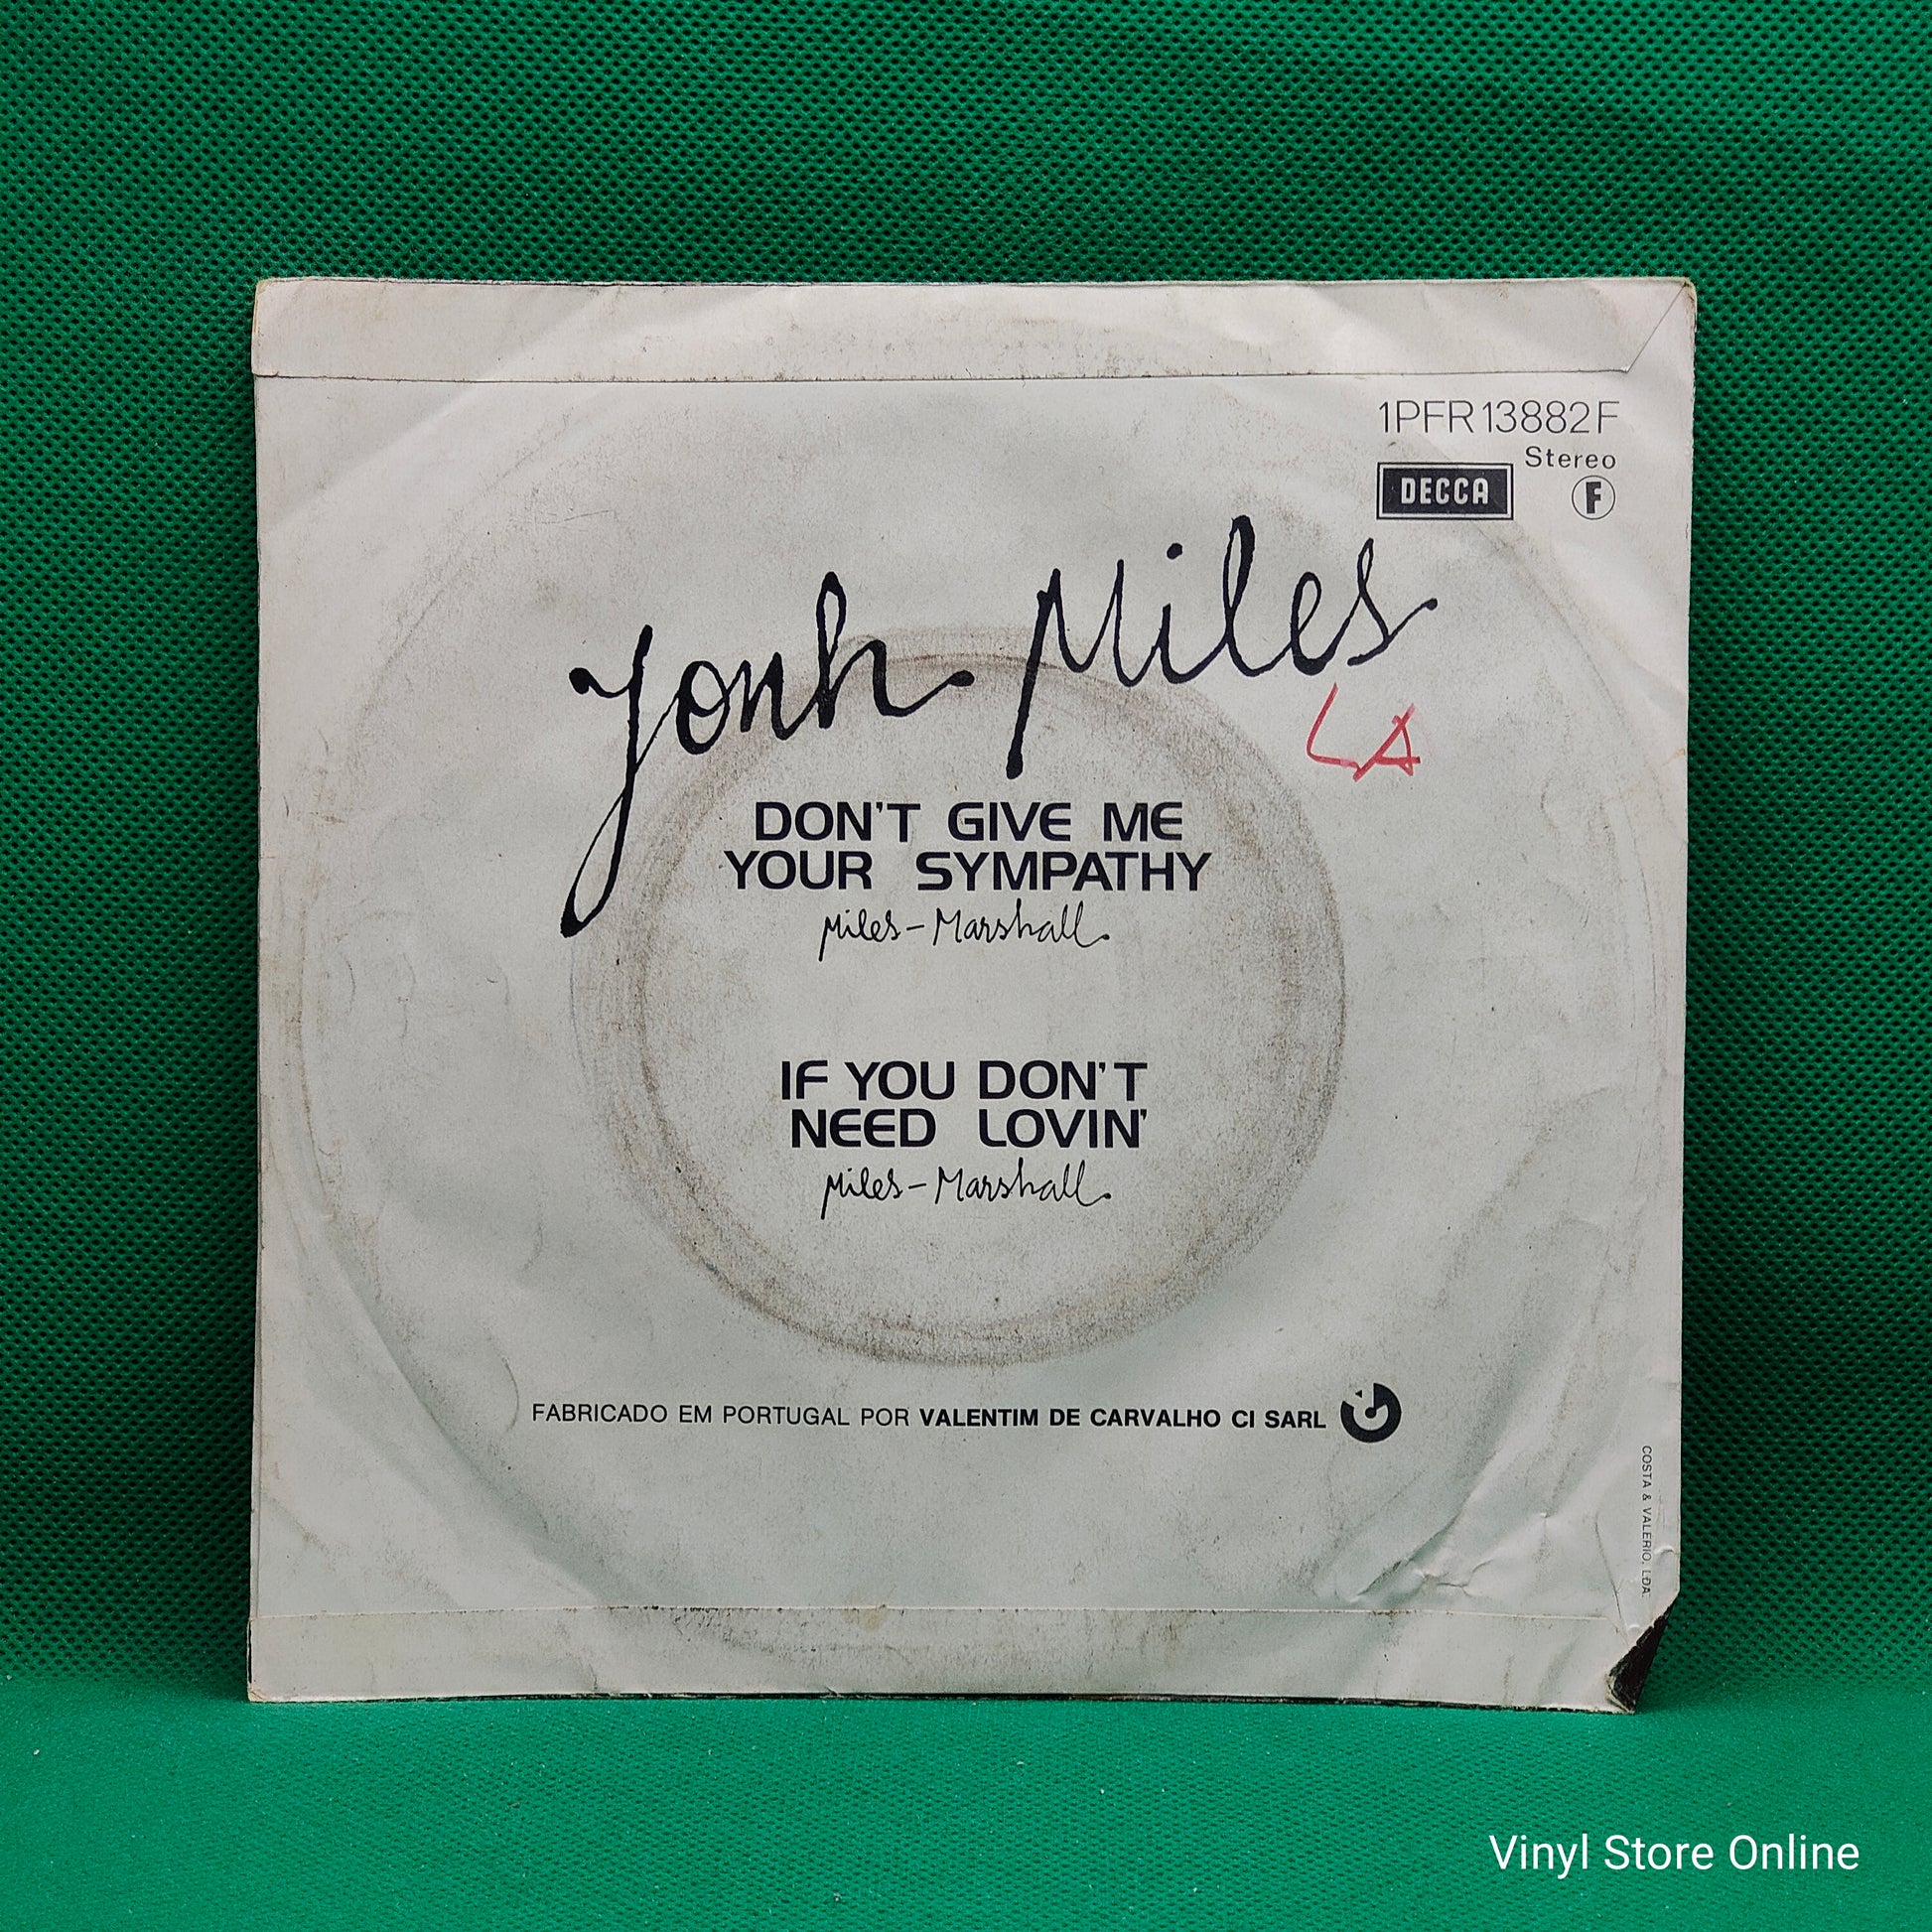 1PFR 13882 F
Stereo
DECCA
F
Jonh Miles
LA
DON'T GIVE ME
YOUR SYMPATHY
Miles - Marshall
IF YOU DON'T
NEED LOVIN'
Miles - Marshall
FABRICADO EM PORTUGAL POR VALENTIM DE CARVALHO CI SARL
COSTA & VALERIO, LDA.
Vinyl Store Online